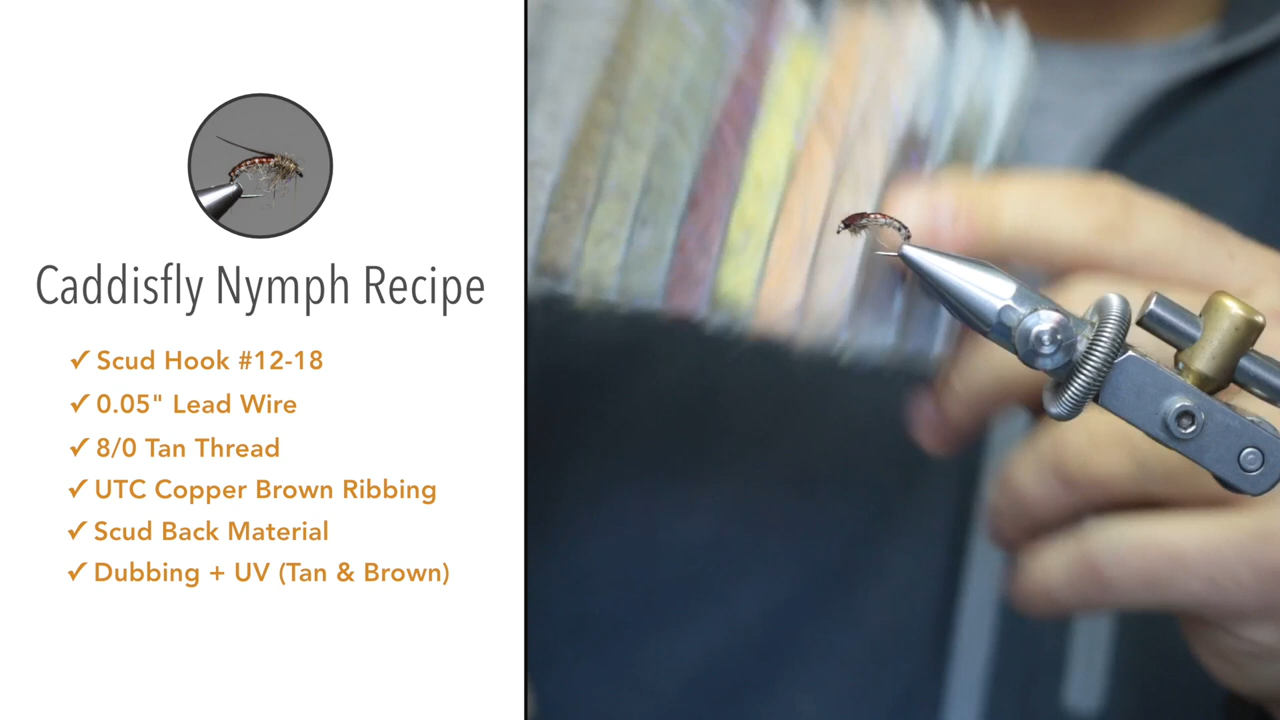 Caddisfly Nymph Recipe
✓ Scud Hook #12-18
✓ 0.05" Lead Wire
✓ 8/0 Tan Thread
✓ UTC Copper Brown Ribbing
✓ Scud Back Material
✓ Dubbing + UV (Tan & Brown)